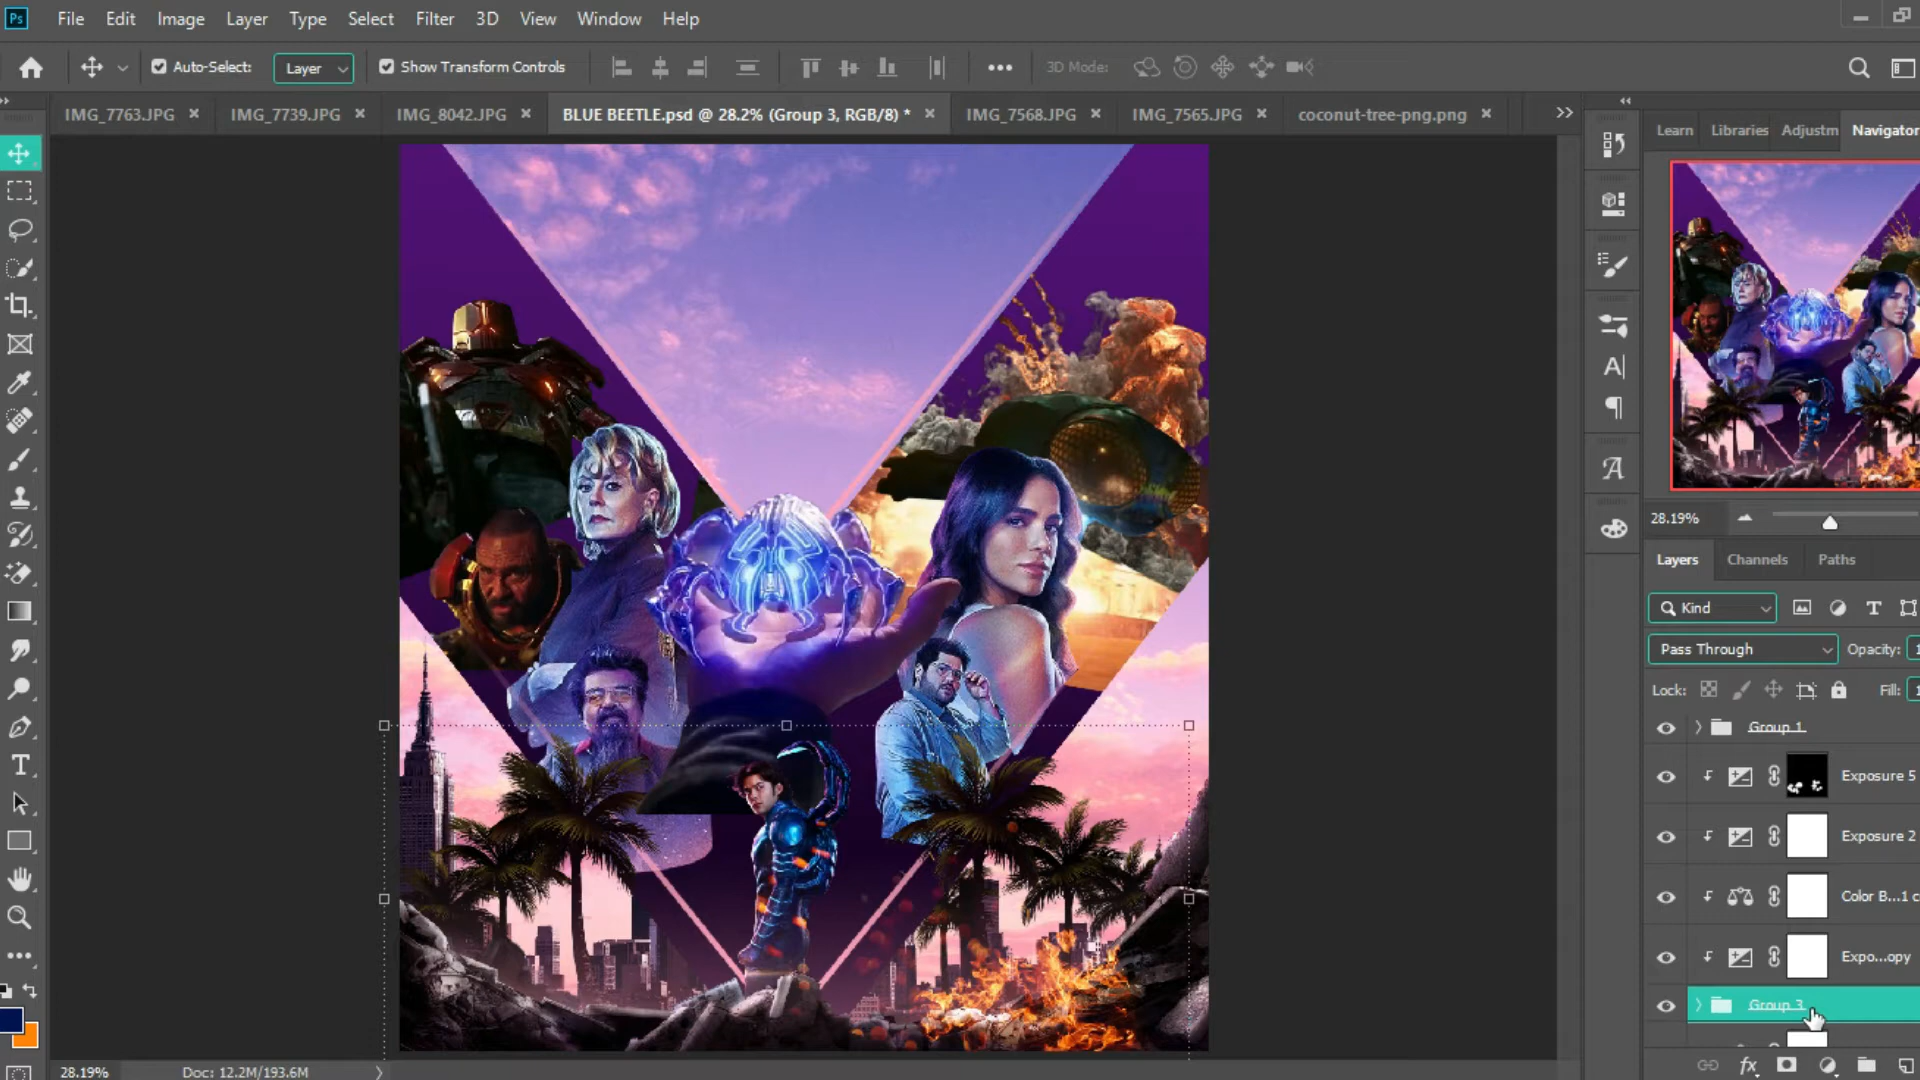 Ps File Edit Image Layer Type Select Filter 3D View Window Help
Auto-Select: Layer Show Transform Controls 3D Mode:
IMG_7763.JPG IMG_7739.JPG IMG_8042.JPG BLUE BEETLE.psd @ 28.2% (Group 3, RGB/8) * IMG_7568.JPG IMG_7565.JPG coconut-tree-png.png
Learn Libraries Adjustm Navigator
28.19%
Layers Channels Paths
Kind
Pass Through Opacity: 1
Lock: Fill: 1
Group 1
Exposure 5
Exposure 2
Color B...1 c
Expo...opy
Group 3
28.19% Doc: 12.2M/193.6M